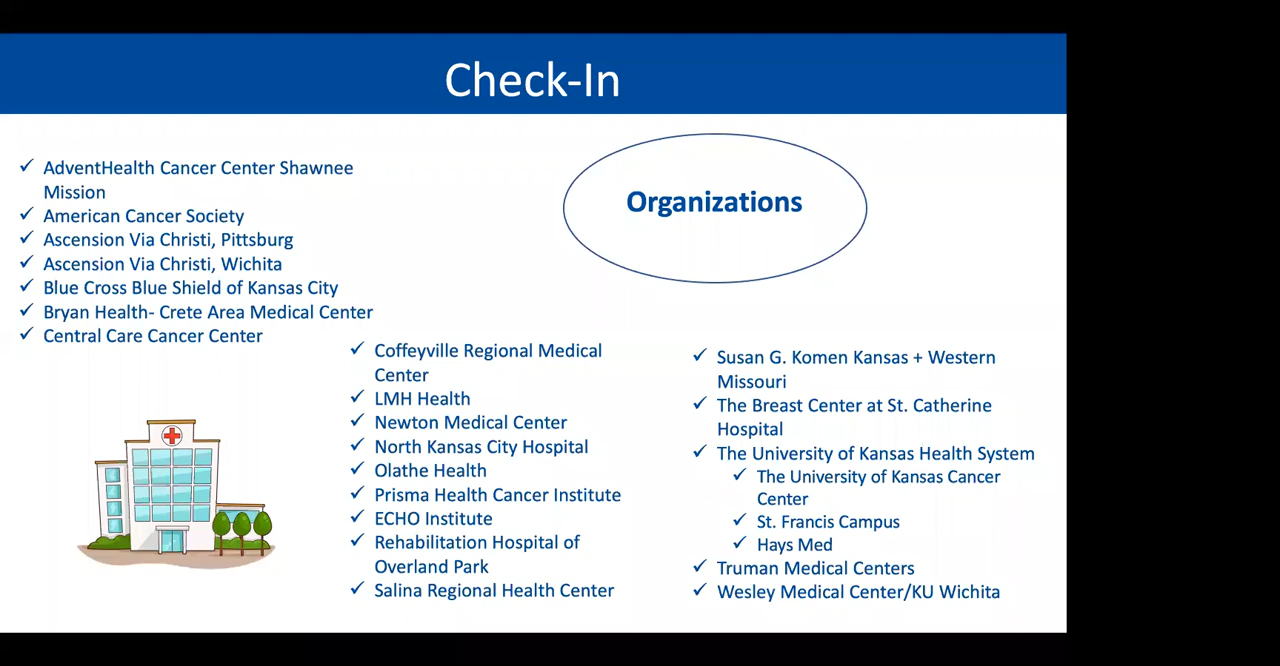 Check-In
AdventHealth Cancer Center Shawnee
Mission
American Cancer Society
Ascension Via Christi, Pittsburg
Ascension Via Christi, Wichita
Blue Cross Blue Shield of Kansas City
Bryan Health- Crete Area Medical Center
Central Care Cancer Center
Organizations
Coffeyville Regional Medical
Center
LMH Health
Newton Medical Center
North Kansas City Hospital
Olathe Health
Prisma Health Cancer Institute
ECHO Institute
Rehabilitation Hospital of
Overland Park
Salina Regional Health Center
Susan G. Komen Kansas + Western
Missouri
The Breast Center at St. Catherine
Hospital
The University of Kansas Health System
The University of Kansas Cancer
Center
St. Francis Campus
Hays Med
Truman Medical Centers
Wesley Medical Center/KU Wichita